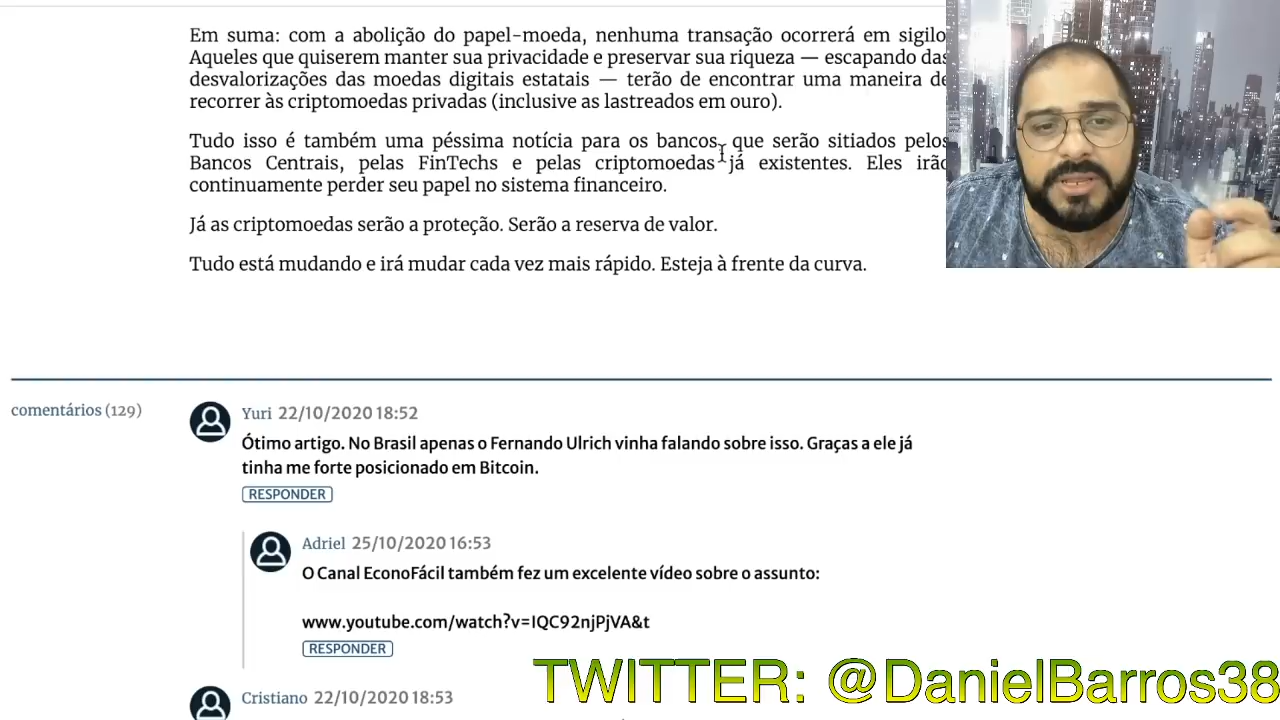 Em suma: com a abolição do papel-moeda, nenhuma transação ocorrerá em sigilo
Aqueles que quiserem manter sua privacidade e preservar sua riqueza — escapando das
desvalorizações das moedas digitais estatais — terão de encontrar uma maneira de
recorrer às criptomoedas privadas (inclusive as lastreados em ouro).
Tudo isso é também uma péssima notícia para os bancos, que serão sitiados pelos
Bancos Centrais, pelas FinTechs e pelas criptomoedas já existentes. Eles irão
continuamente perder seu papel no sistema financeiro.
Já as criptomoedas serão a proteção. Serão a reserva de valor.
Tudo está mudando e irá mudar cada vez mais rápido. Esteja à frente da curva.
comentários (129)
Yuri 22/10/2020 18:52
Ótimo artigo. No Brasil apenas o Fernando Ulrich vinha falando sobre isso. Graças a ele já
tinha me forte posicionado em Bitcoin.
RESPONDER
Adriel 25/10/2020 16:53
O Canal EconoFácil também fez um excelente vídeo sobre o assunto:
www.youtube.com/watch?v=IQC92njPjVA&t
RESPONDER
Cristiano 22/10/2020 18:53
TWITTER: @DanielBarros38